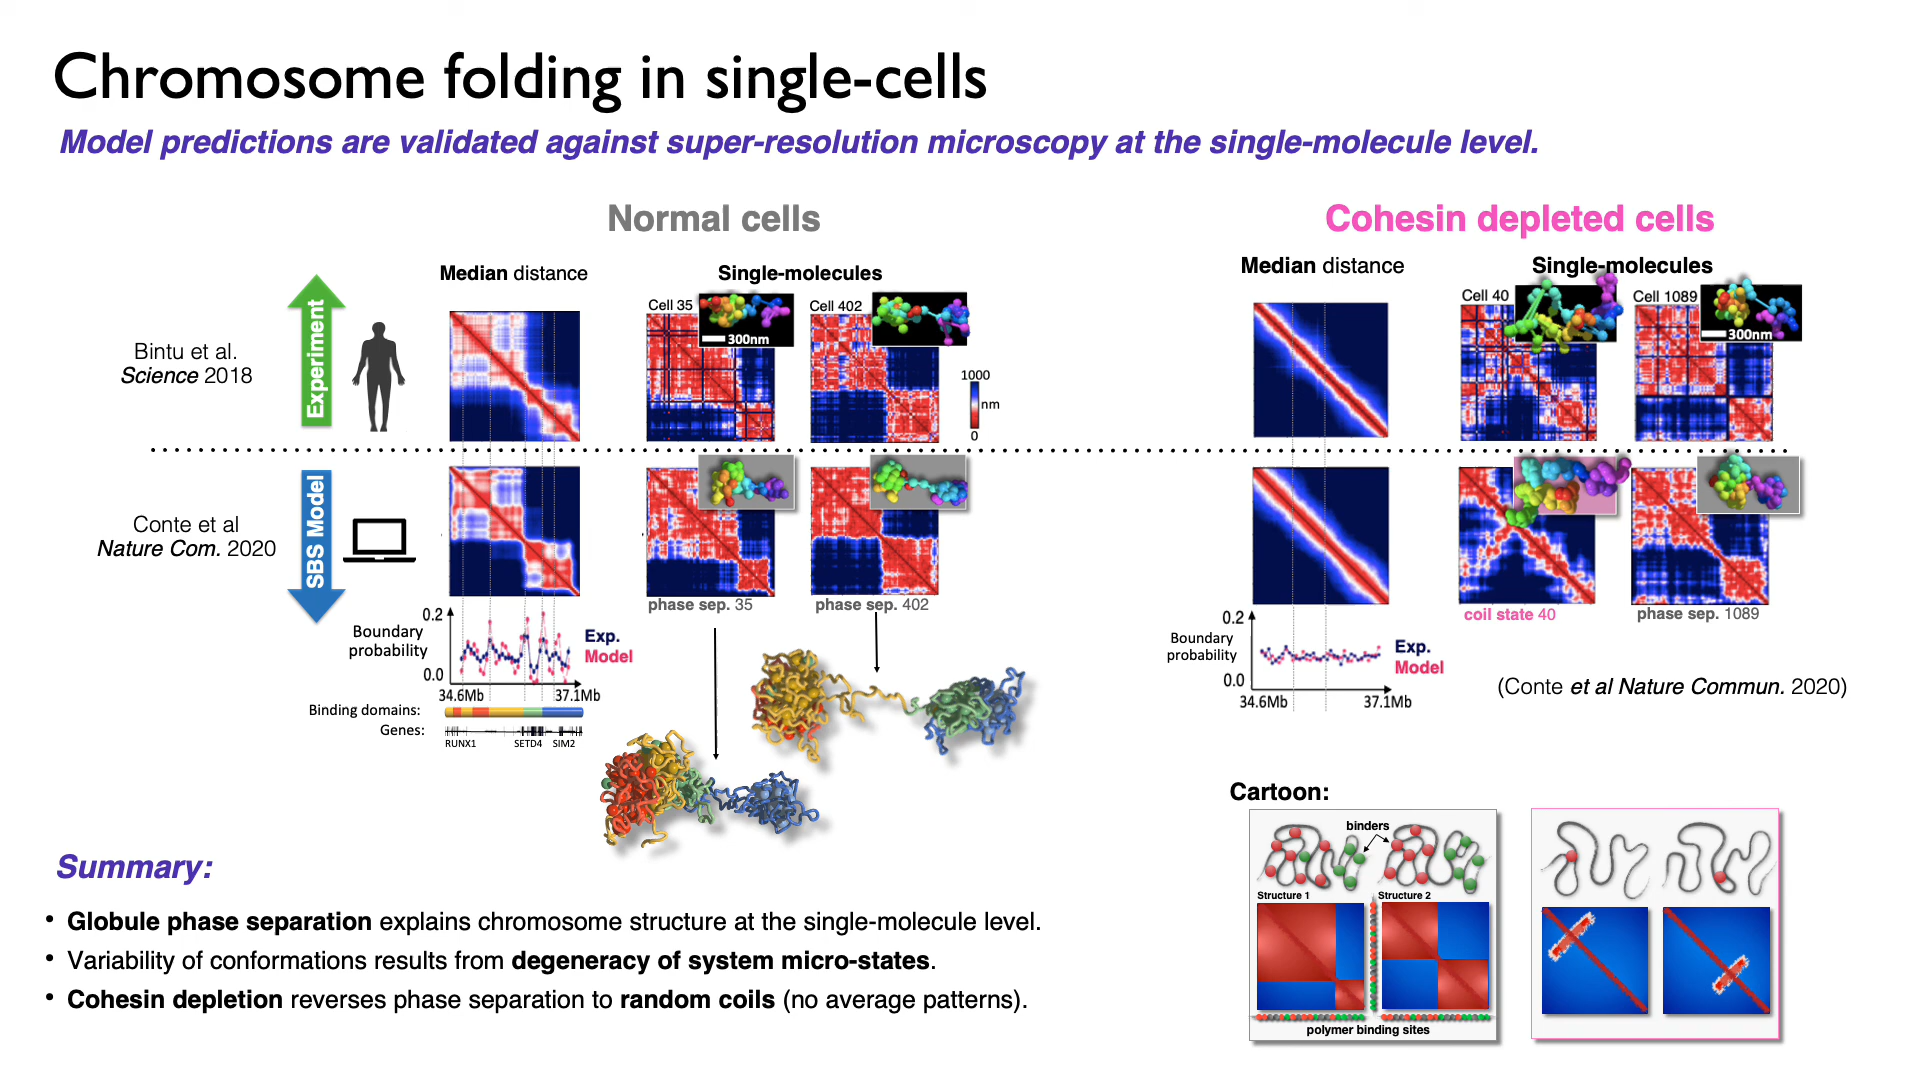 Chromosome folding in single-cells
Model predictions are validated against super-resolution microscopy at the single-molecule level.
Normal cells
Median distance
Single-molecules
Cell 35
300nm
Cell 402
1000
nm
0
Experiment
Bintu et al.
Science 2018
Conte et al
Nature Com. 2020
SBS Model
phase sep. 35
phase sep. 402
Boundary
probability
0.2
0.0
Exp.
Model
34.6Mb
37.1Mb
Binding domains:
Genes:
RUNX1
SETD4
SIM2
Cohesin depleted cells
Median distance
Single-molecules
Cell 40
Cell 1089
300nm
coil state 40
phase sep. 1089
Boundary
probability
0.2
0.0
Exp.
Model
34.6Mb
37.1Mb
(Conte et al Nature Commun. 2020)
Cartoon:
binders
Structure 1
Structure 2
polymer binding sites
Summary:
• Globule phase separation explains chromosome structure at the single-molecule level.
• Variability of conformations results from degeneracy of system micro-states.
• Cohesin depletion reverses phase separation to random coils (no average patterns).